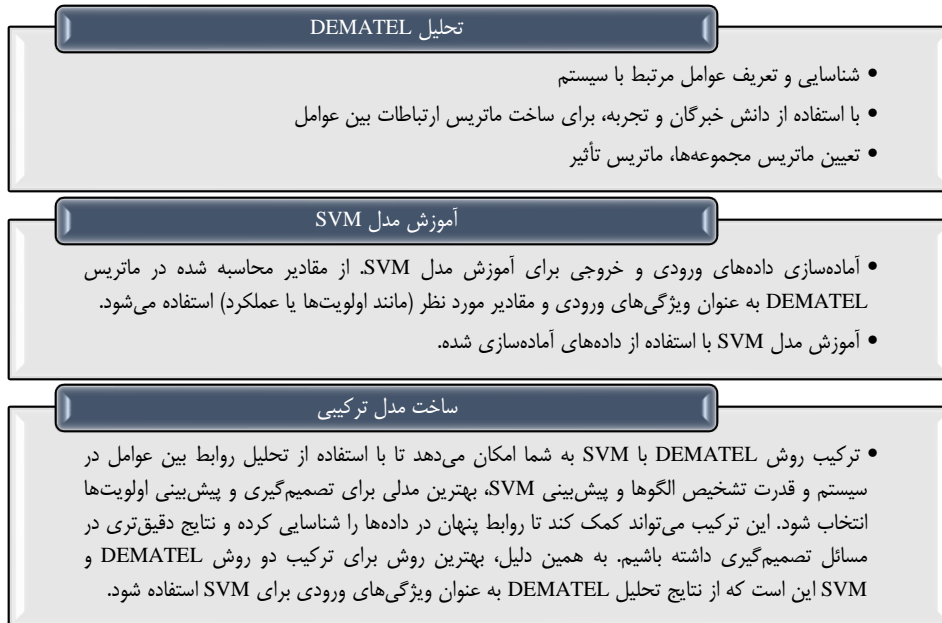 تحلیل DEMATEL
• شناسایی و تعریف عوامل مرتبط با سیستم
• با استفاده از دانش خبرگان و تجربه، برای ساخت ماتریس ارتباطات بین عوامل
• تعیین ماتریس مجموعه‌ها، ماتریس تأثیر
آموزش مدل SVM
• آماده‌سازی داده‌های ورودی و خروجی برای آموزش مدل SVM. از مقادیر محاسبه شده در ماتریس
DEMATEL به عنوان ویژگی‌های ورودی و مقادیر مورد نظر (مانند اولویت‌ها یا عملکرد) استفاده می‌شود.
• آموزش مدل SVM با استفاده از داده‌های آماده‌سازی شده.
ساخت مدل ترکیبی
• ترکیب روش DEMATEL با SVM به شما امکان می‌دهد تا با استفاده از تحلیل روابط بین عوامل در
سیستم و قدرت تشخیص الگوها و پیش‌بینی SVM، بهترین مدلی برای تصمیم‌گیری و پیش‌بینی اولویت‌ها
انتخاب شود. این ترکیب می‌تواند کمک کند تا روابط پنهان در داده‌ها را شناسایی کرده و نتایج دقیق‌تری در
مسائل تصمیم‌گیری داشته باشیم. به همین دلیل، بهترین روش برای ترکیب دو روش DEMATEL و
SVM این است که از نتایج تحلیل DEMATEL به عنوان ویژگی‌های ورودی برای SVM استفاده شود.